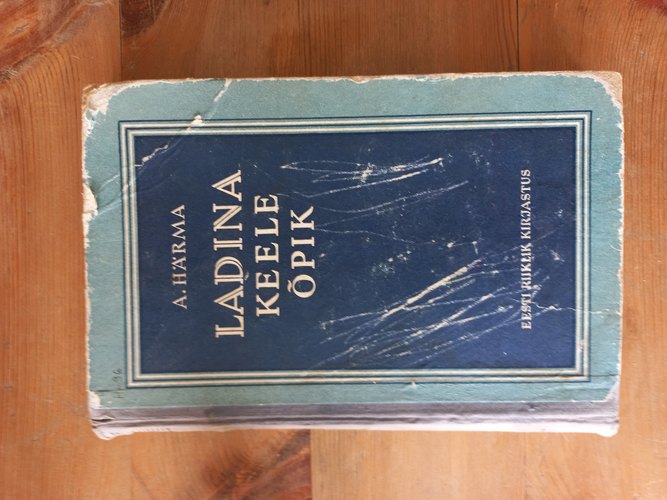 A. HÄRMA
LADINA
KEELE
ÕPIK
EESTI RIIKLIK KIRJASTUS